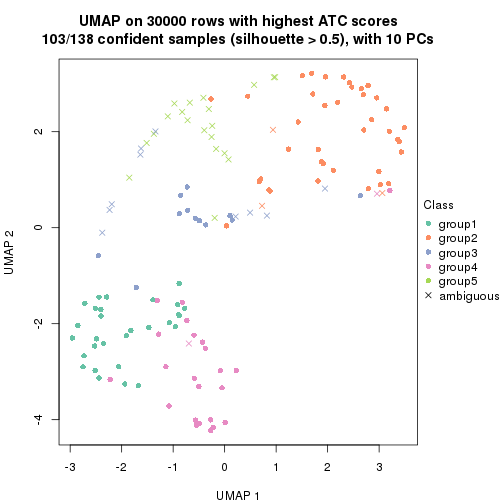 UMAP on 30000 rows with highest ATC scores
103/138 confident samples (silhouette > 0.5), with 10 PCs
UMAP 2
2
0
-2
-4
-3
-2
-1
0
1
2
3
UMAP 1
Class
group1
group2
group3
group4
group5
ambiguous